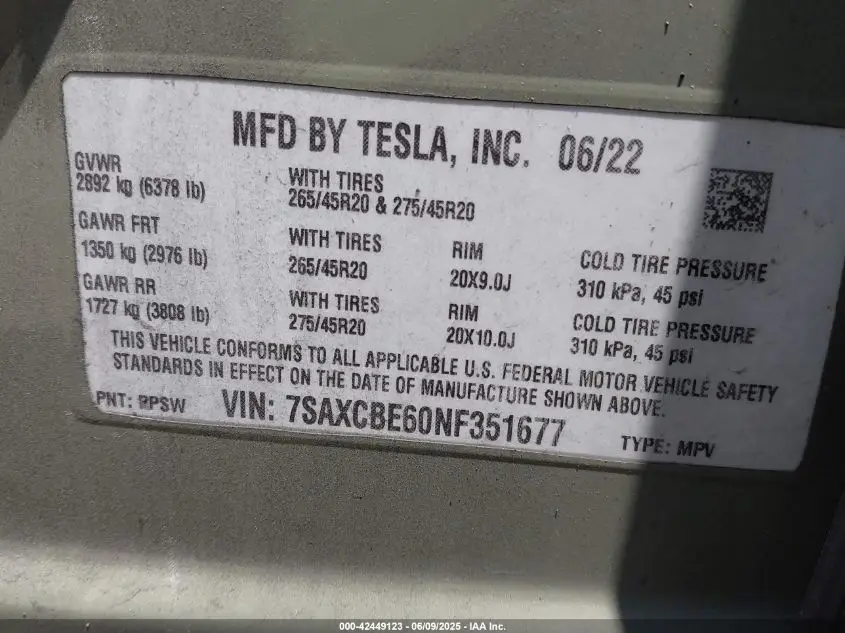 MFD BY TESLA, INC. 06/22
GVWR
2892 kg (6378 lb)
WITH TIRES
265/45R20 & 275/45R20
GAWR FRT
1350 kg (2976 lb)
WITH TIRES
265/45R20
RIM
20X9.0J
COLD TIRE PRESSURE
310 kPa, 45 psi
GAWR RR
1727 kg (3808 lb)
WITH TIRES
275/45R20
RIM
20X10.0J
COLD TIRE PRESSURE
310 kPa, 45 psi
THIS VEHICLE CONFORMS TO ALL APPLICABLE U.S. FEDERAL MOTOR VEHICLE SAFETY
STANDARDS IN EFFECT ON THE DATE OF MANUFACTURE SHOWN ABOVE.
PNT: PPSW VIN: 7SAXCBE60NF351677 TYPE: MPV
000-42449123 - 06/09/2025 - IAA Inc.